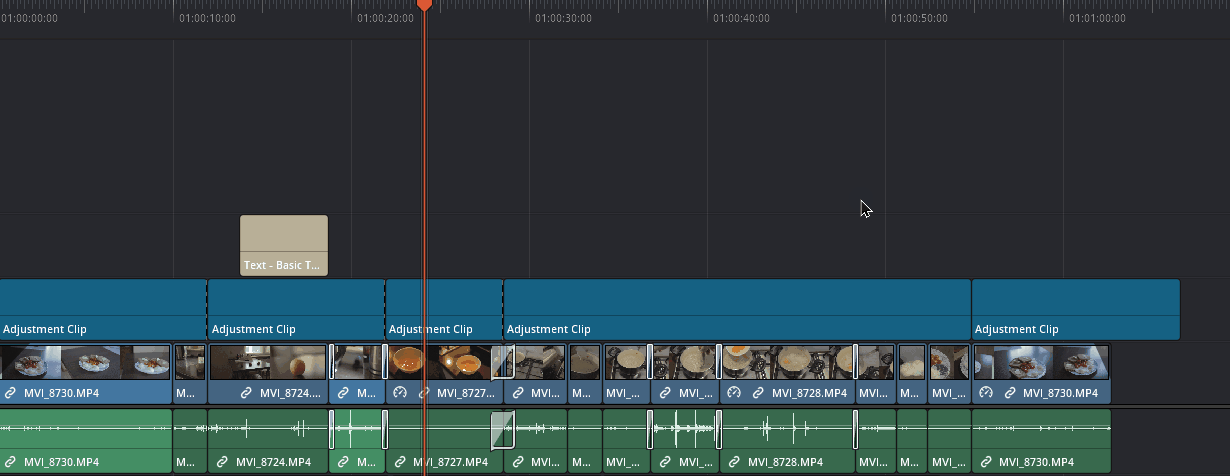 01:00:00:00 01:00:10:00 01:00:20:00 01:00:30:00 01:00:40:00 01:00:50:00 01:01:00:00
Text - Basic T...
Adjustment Clip Adjustment Clip Adjustment Clip Adjustment Clip Adjustment Clip
MVI_8730.MP4 M... MVI_8724.... M... MVI_8727... MVI... M... MVI_... MVI... MVI_8728.MP4 MVI... M... MVI_... MVI_8730.MP4
MVI_8730.MP4 M... MVI_8724.MP4 M... MVI_8727.MP4 MVI... M... MVI_... MVI... MVI_8728.MP4 MVI... M... MVI_... MVI_8730.MP4